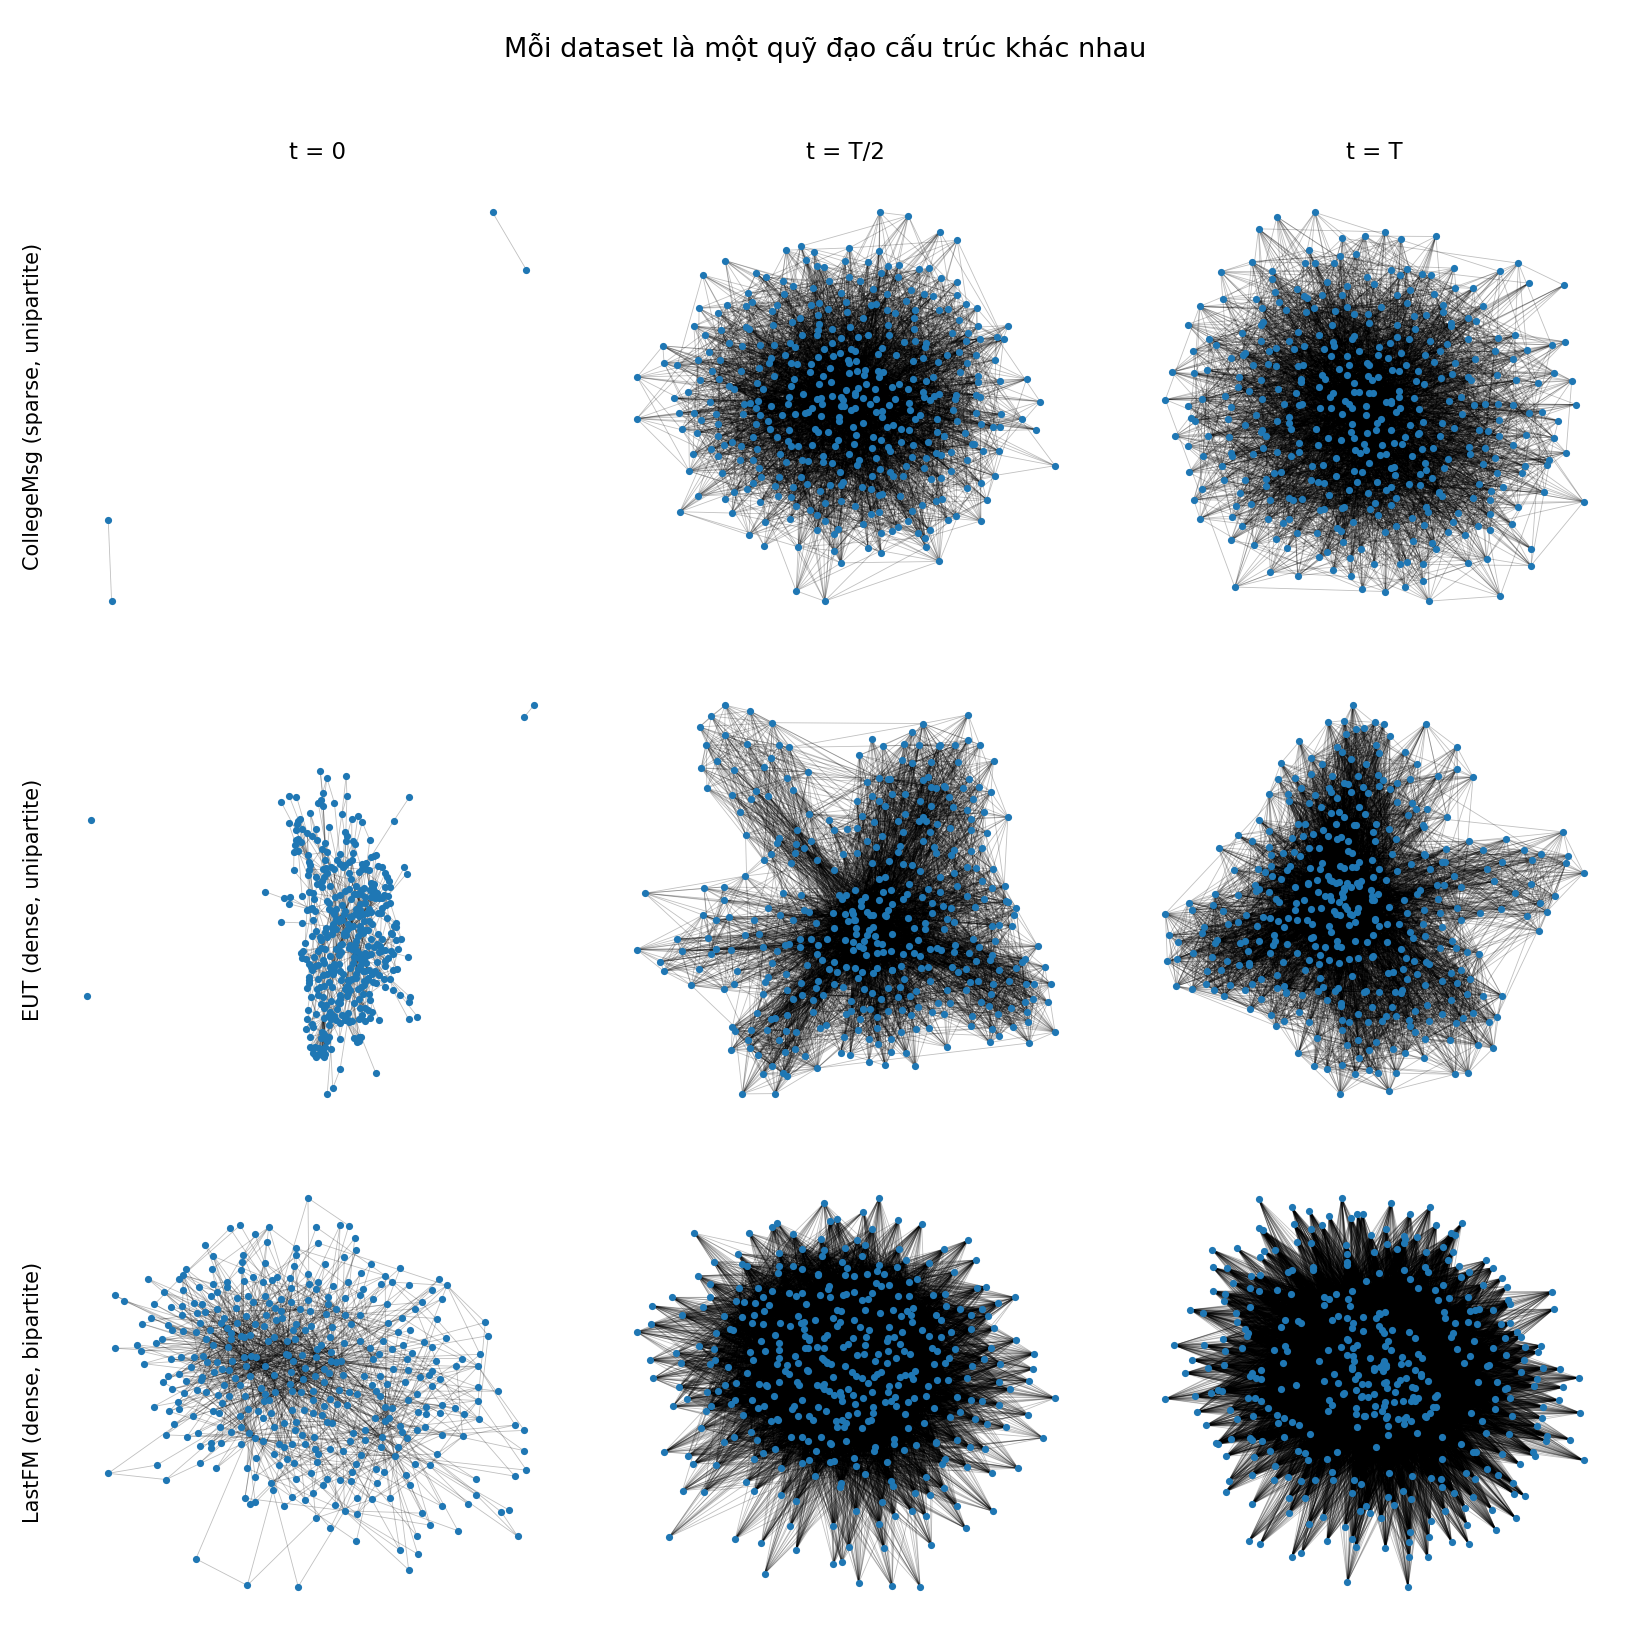 Mỗi dataset là một quỹ đạo cấu trúc khác nhau
t = 0
t = T/2
t = T
CollegeMsg (sparse, unipartite)
EUT (dense, unipartite)
LastFM (dense, bipartite)